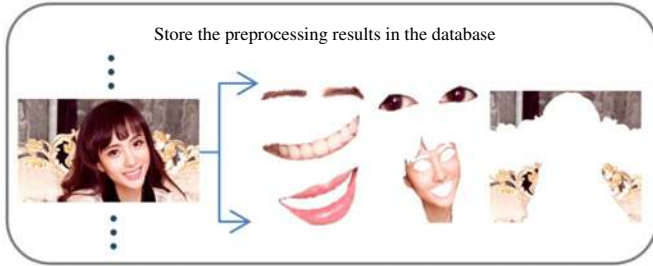 Store the preprocessing results in the database